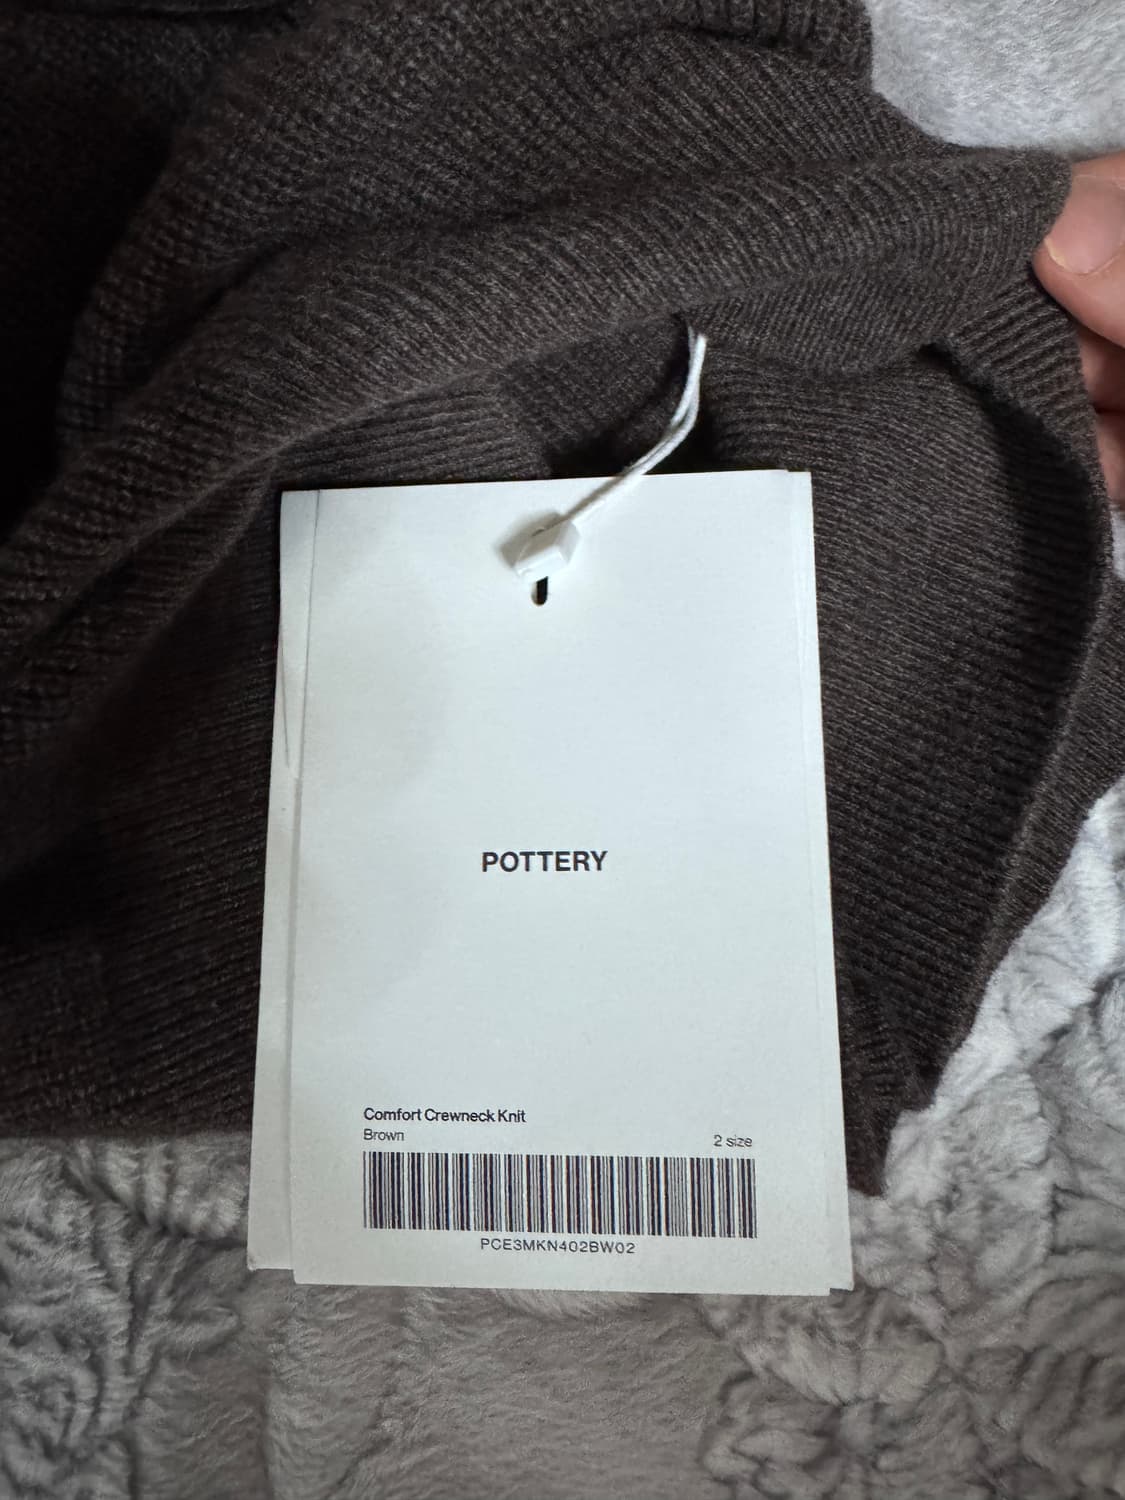 POTTERY
Comfort Crewneck Knit
Brown
2 size
PCE3MKN402BW02